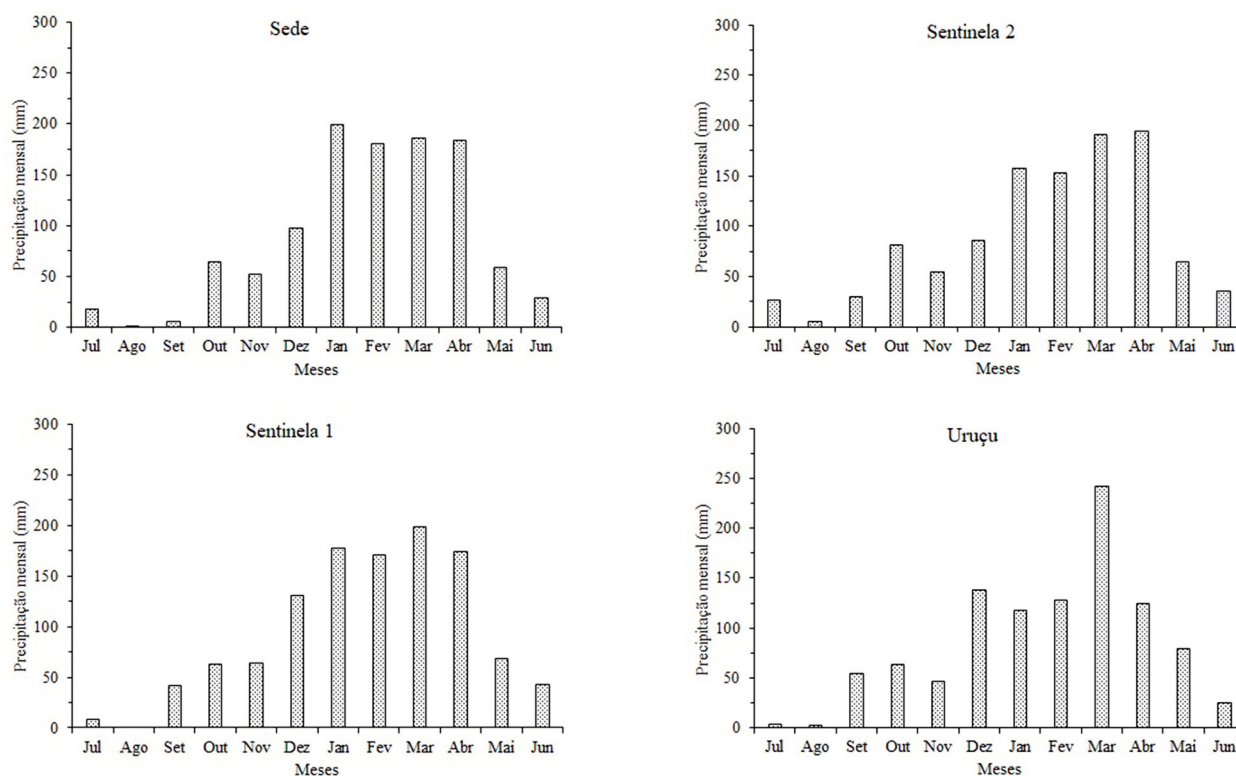 Sede
Precipitação mensal (mm)
300
250
200
150
100
50
0
Jul Ago Set Out Nov Dez Jan Fev Mar Abr Mai Jun
Meses
Sentinela 2
Precipitação mensal (mm)
300
250
200
150
100
50
0
Jul Ago Set Out Nov Dez Jan Fev Mar Abr Mai Jun
Meses
Sentinela 1
Precipitação mensal (mm)
300
250
200
150
100
50
0
Jul Ago Set Out Nov Dez Jan Fev Mar Abr Mai Jun
Meses
Uruçu
Precipitação mensal (mm)
300
250
200
150
100
50
0
Jul Ago Set Out Nov Dez Jan Fev Mar Abr Mai Jun
Meses